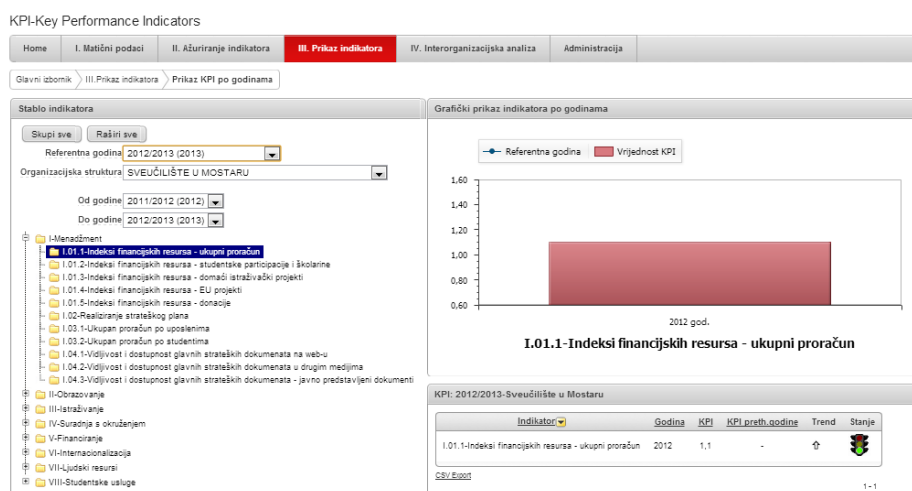 KPI-Key Performance Indicators
Home I. Matični podaci II. Ažuriranje indikatora III. Prikaz indikatora IV. Interorganizacijska analiza Administracija
Glavni izbornik III.Prikaz indikatora Prikaz KPI po godinama
Stablo indikatora
Skupi sve Raširi sve
Referentna godina 2012/2013 (2013)
Organizacijska struktura SVEUČILIŠTE U MOSTARU
Od godine 2011/2012 (2012)
Do godine 2012/2013 (2013)
I-Menadžment
I.01.1-Indeksi financijskih resursa - ukupni proračun
I.01.2-Indeksi financijskih resursa - studentske participacije i školarine
I.01.3-Indeksi financijskih resursa - domaći istraživački projekti
I.01.4-Indeksi financijskih resursa - EU projekti
I.01.5-Indeksi financijskih resursa - donacije
I.02-Realiziranje strateškog plana
I.03.1-Ukupan proračun po uposlenima
I.03.2-Ukupan proračun po studentima
I.04.1-Vidljivost i dostupnost glavnih strateških dokumenata na web-u
I.04.2-Vidljivost i dostupnost glavnih strateških dokumenata u drugim medijima
I.04.3-Vidljivost i dostupnost glavnih strateških dokumenata - javno predstavljeni dokumenti
II-Obrazovanje
III-Istraživanje
IV-Suradnja s okruženjem
V-Financiranje
VI-Internacionalizacija
VII-Ljudski resursi
VIII-Studentske usluge
Grafički prikaz indikatora po godinama
Referentna godina Vrijednost KPI
1,60
1,40
1,20
1,00
0,80
0,60
2012 god.
I.01.1-Indeksi financijskih resursa - ukupni proračun
KPI: 2012/2013-Sveučilište u Mostaru
Indikator Godina KPI KPI preth.godine Trend Stanje
I.01.1-Indeksi financijskih resursa - ukupni proračun 2012 1,1 -
CSV Export
1 - 1